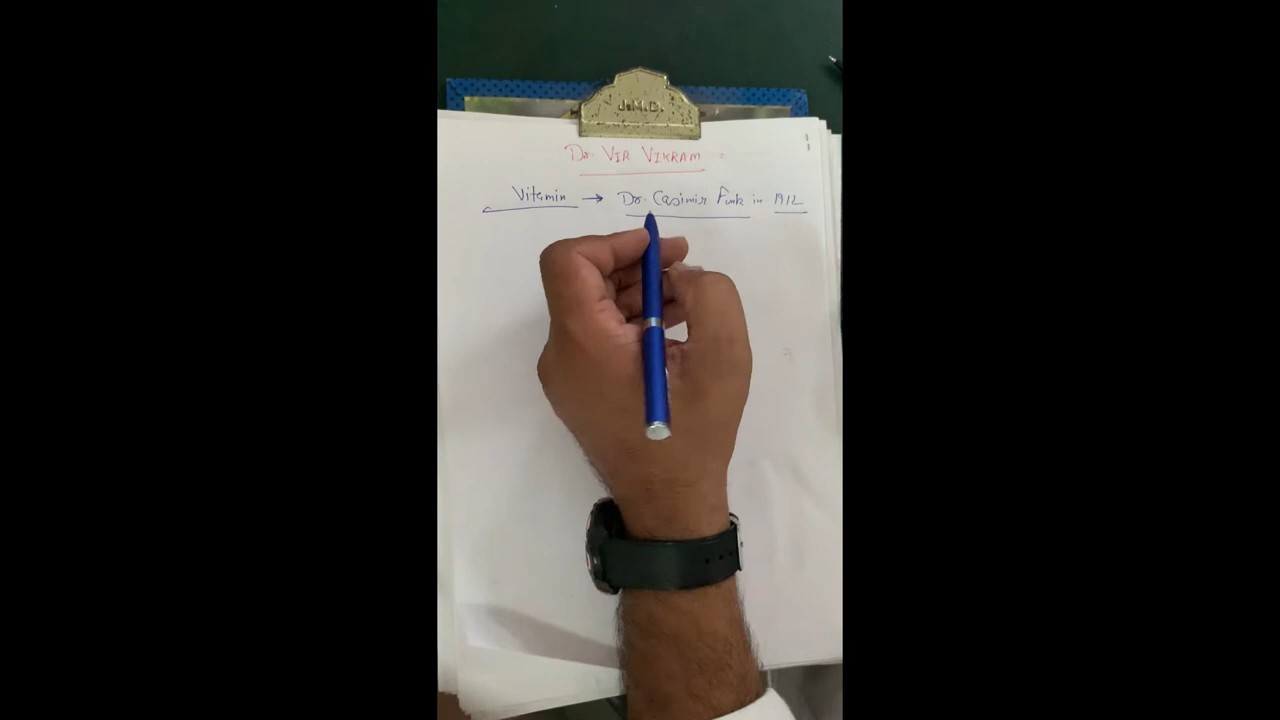 J.M.D.
Dr. VIR VIKRAM :
Vitamin → Dr. Casimir Funk in 1912